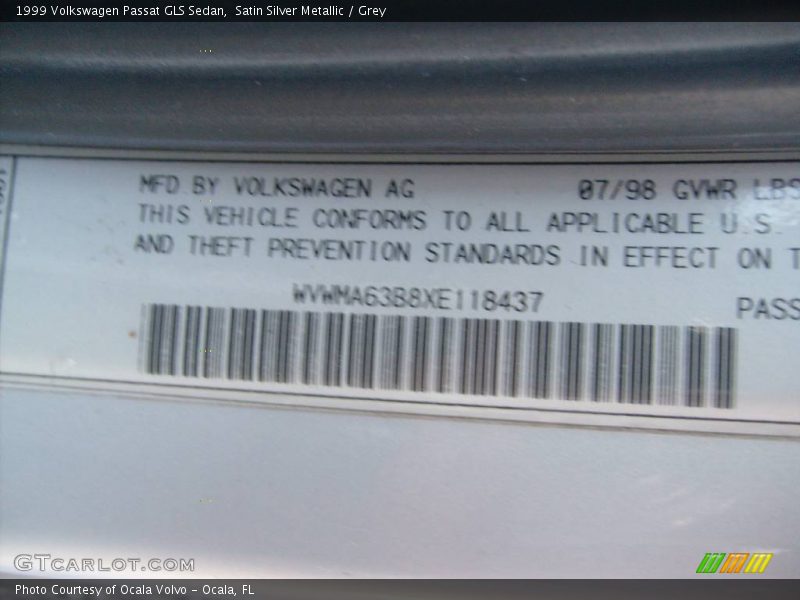 1999 Volkswagen Passat GLS Sedan, Satin Silver Metallic / Grey
MFD BY VOLKSWAGEN AG 07/98 GVWR LBS
THIS VEHICLE CONFORMS TO ALL APPLICABLE U.S.
AND THEFT PREVENTION STANDARDS IN EFFECT ON T
WVWMA63B8XE118437 PASS
GTCARLOT.COM
Photo Courtesy of Ocala Volvo - Ocala, FL